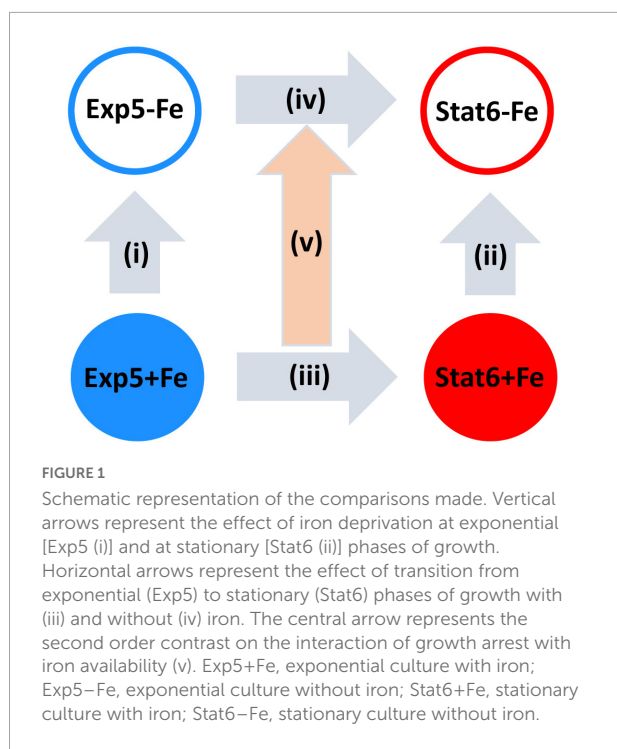 Exp5-Fe
(iv)
Stat6-Fe
(i)
(v)
(ii)
Exp5+Fe
(iii)
Stat6+Fe
FIGURE 1
Schematic representation of the comparisons made. Vertical
arrows represent the effect of iron deprivation at exponential
[Exp5 (i)] and at stationary [Stat6 (ii)] phases of growth.
Horizontal arrows represent the effect of transition from
exponential (Exp5) to stationary (Stat6) phases of growth with
(iii) and without (iv) iron. The central arrow represents the
second order contrast on the interaction of growth arrest with
iron availability (v). Exp5+Fe, exponential culture with iron;
Exp5−Fe, exponential culture without iron; Stat6+Fe, stationary
culture with iron; Stat6−Fe, stationary culture without iron.